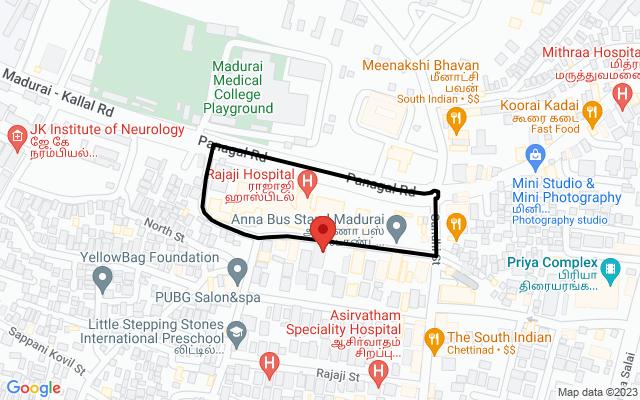 Madurai
Medical
College
Playground
Meenakshi Bhavan
மீனாட்சி
பவன்
South Indian • $$
Mithraa Hospita
மித்ர
மருத்துவமனை
Koorai Kadai
கூரை கடை
Fast Food
Madurai - Kallal Rd
JK Institute of Neurology
ஜே.கே
நரம்பியல்...
Panagal Rd
Rajaji Hospital
ராஜாஜி
ஹாஸ்பிடல்
Panagal Rd
Mini Studio &
Mini Photography
மினி...
Photography studio
Anna Bus Stand Madurai
North St
YellowBag Foundation
PUBG Salon&spa
Priya Complex
பிரியா
திரையரங்க...
Little Stepping Stones
International Preschool
லிட்டில்...
Asirvatham
Speciality Hospital
ஆசிர்வாதம்
சிறப்பு...
The South Indian
Chettinad • $$
Sappani Kovil St
Rajaji St
a Salai
Google
Map data ©2023